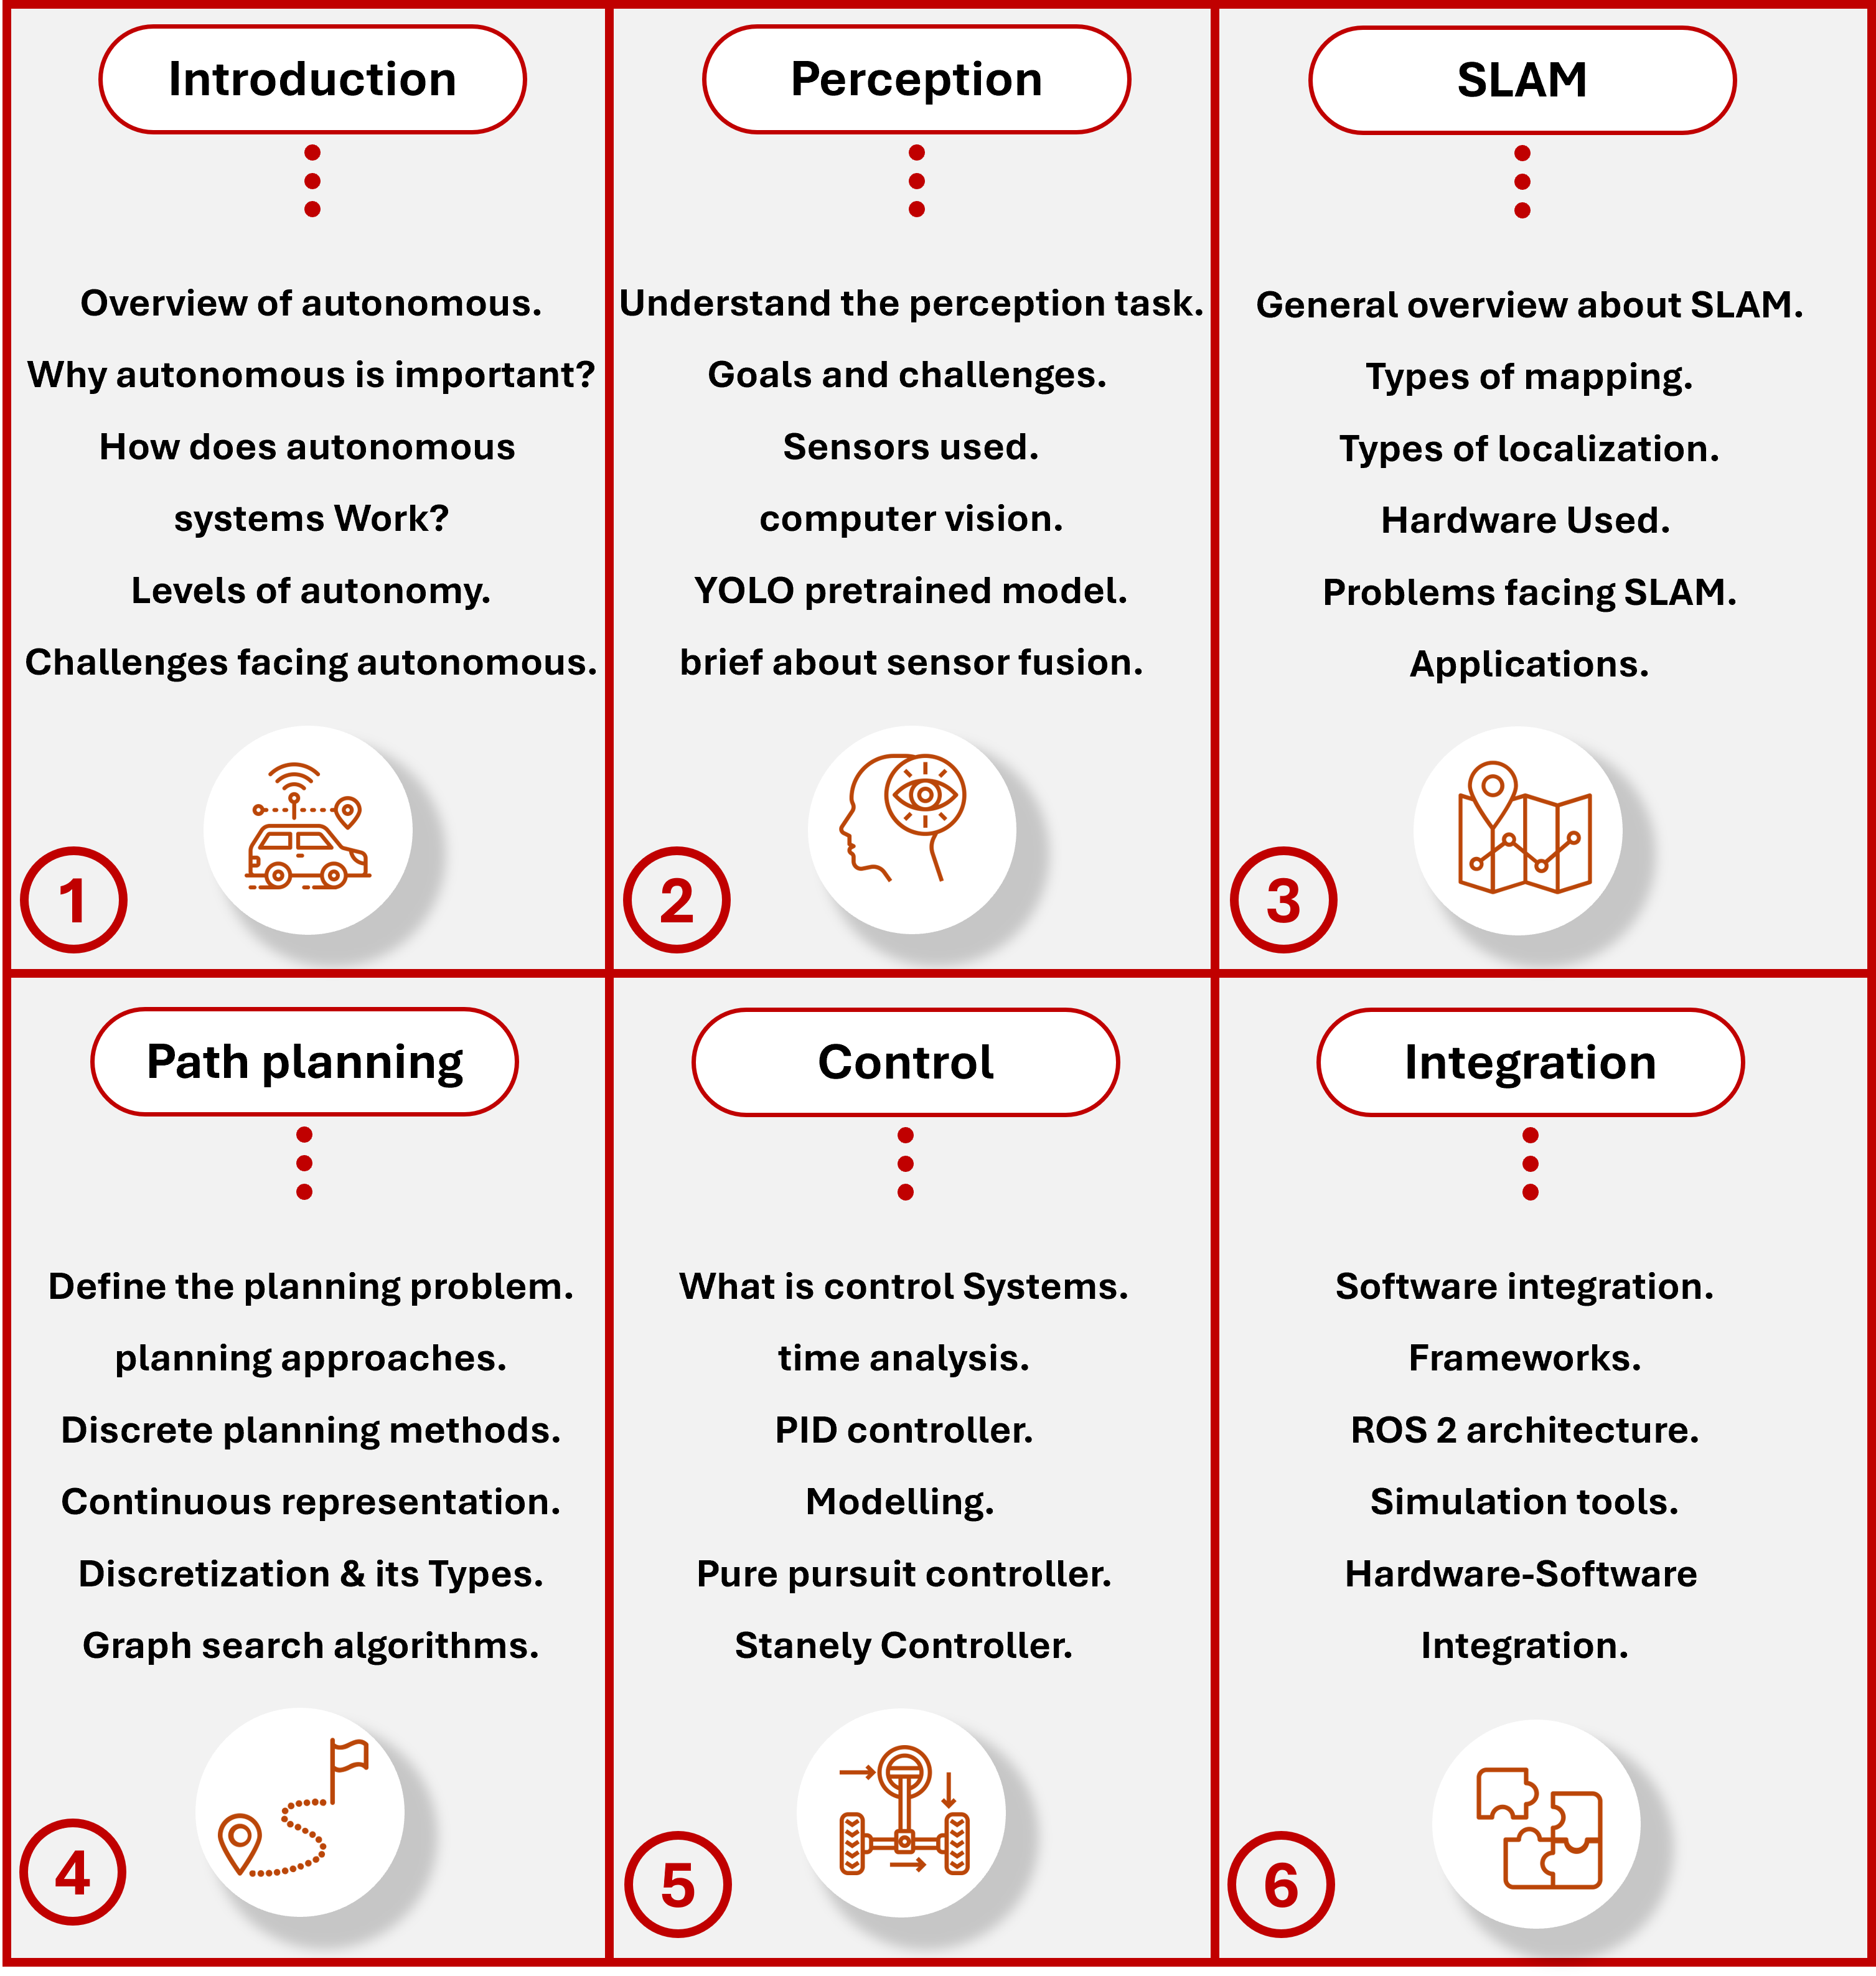 Introduction
Overview of autonomous.
Why autonomous is important?
How does autonomous
systems Work?
Levels of autonomy.
Challenges facing autonomous.
1
Perception
Understand the perception task.
Goals and challenges.
Sensors used.
computer vision.
YOLO pretrained model.
brief about sensor fusion.
2
SLAM
General overview about SLAM.
Types of mapping.
Types of localization.
Hardware Used.
Problems facing SLAM.
Applications.
3
Path planning
Define the planning problem.
planning approaches.
Discrete planning methods.
Continuous representation.
Discretization & its Types.
Graph search algorithms.
4
Control
What is control Systems.
time analysis.
PID controller.
Modelling.
Pure pursuit controller.
Stanely Controller.
5
Integration
Software integration.
Frameworks.
ROS 2 architecture.
Simulation tools.
Hardware-Software
Integration.
6